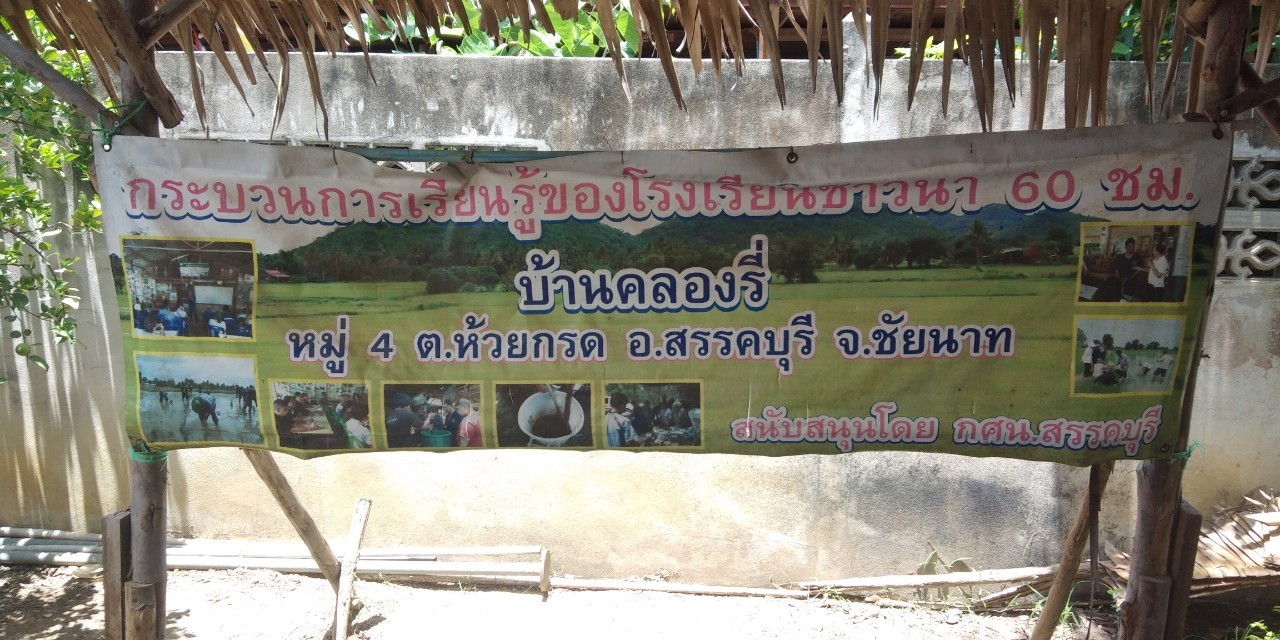 กระบวนการเรียนรู้ของโรงเรียนชาวนา 60 ชม.
บ้านคลองรี่
หมู่ 4 ต.ห้วยกรด อ.สรรคบุรี จ.ชัยนาท
สนับสนุนโดย กศน.สรรคบุรี